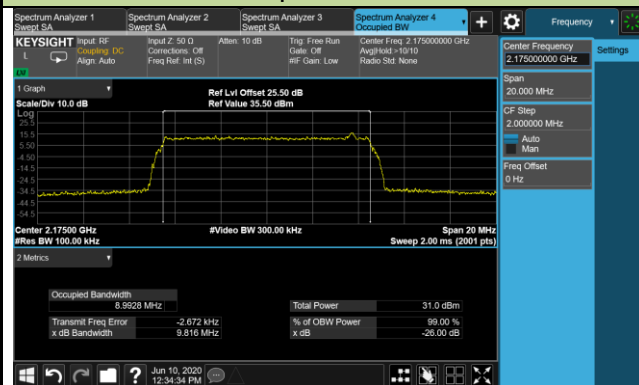 Spectrum Analyzer 1
Swept SA
Spectrum Analyzer 2
Swept SA
Spectrum Analyzer 3
Swept SA
Spectrum Analyzer 4
Occupied BW
Frequency
KEYSIGHT
L
Input: RF
Coupling: DC
Align: Auto
Input Z: 50 Ω
Corrections: Off
Freq Ref: Int (S)
Atten: 10 dB
Trig: Free Run
Gate: Off
#IF Gain: Low
Center Freq: 2.175000000 GHz
Avg|Hold:>10/10
Radio Std: None
Center Frequency
2.175000000 GHz
Settings
Span
20.000 MHz
CF Step
2.000000 MHz
Auto
Man
Freq Offset
0 Hz
1 Graph
Scale/Div 10.0 dB
Ref Lvl Offset 25.50 dB
Ref Value 35.50 dBm
Log
25.5
15.5
5.50
-4.50
-14.5
-24.5
-34.5
-44.5
-54.5
Center 2.17500 GHz
#Res BW 100.00 kHz
#Video BW 300.00 kHz
Span 20 MHz
Sweep 2.00 ms (2001 pts)
2 Metrics
Occupied Bandwidth
8.9928 MHz
Total Power 31.0 dBm
Transmit Freq Error -2.672 kHz
x dB Bandwidth 9.816 MHz
% of OBW Power 99.00 %
x dB -26.00 dB
?
Jun 10, 2020
12:34:34 PM